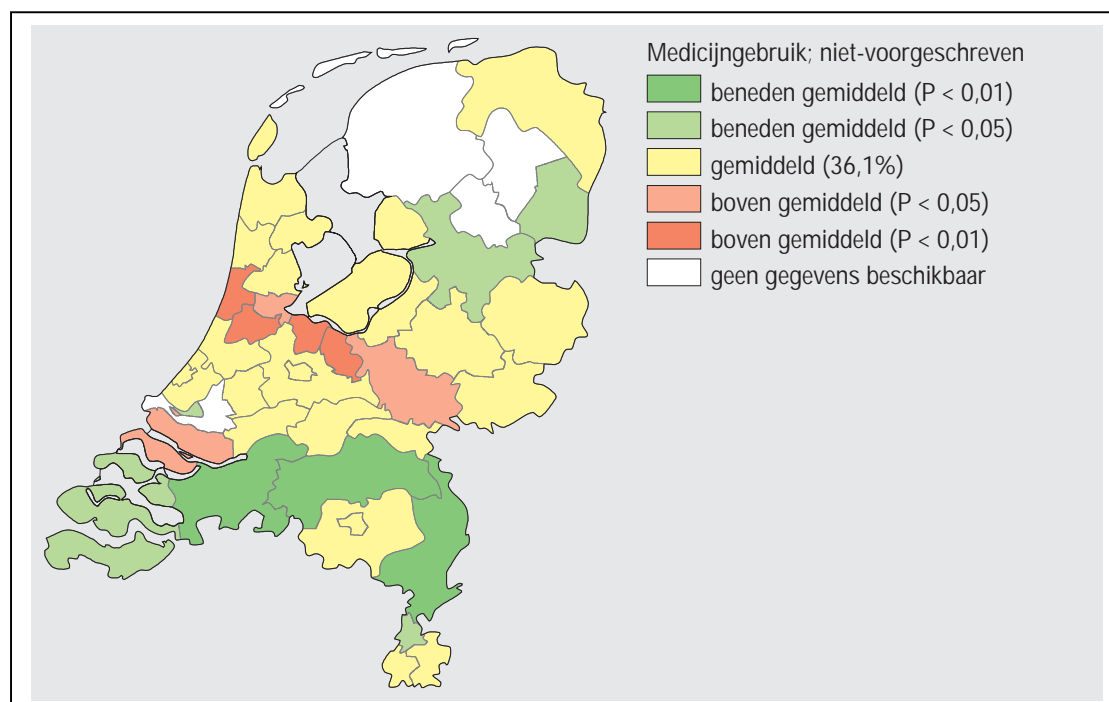 Medicijngebruik; niet-voorgeschreven
beneden gemiddeld (P < 0,01)
beneden gemiddeld (P < 0,05)
gemiddeld (36,1%)
boven gemiddeld (P < 0,05)
boven gemiddeld (P < 0,01)
geen gegevens beschikbaar